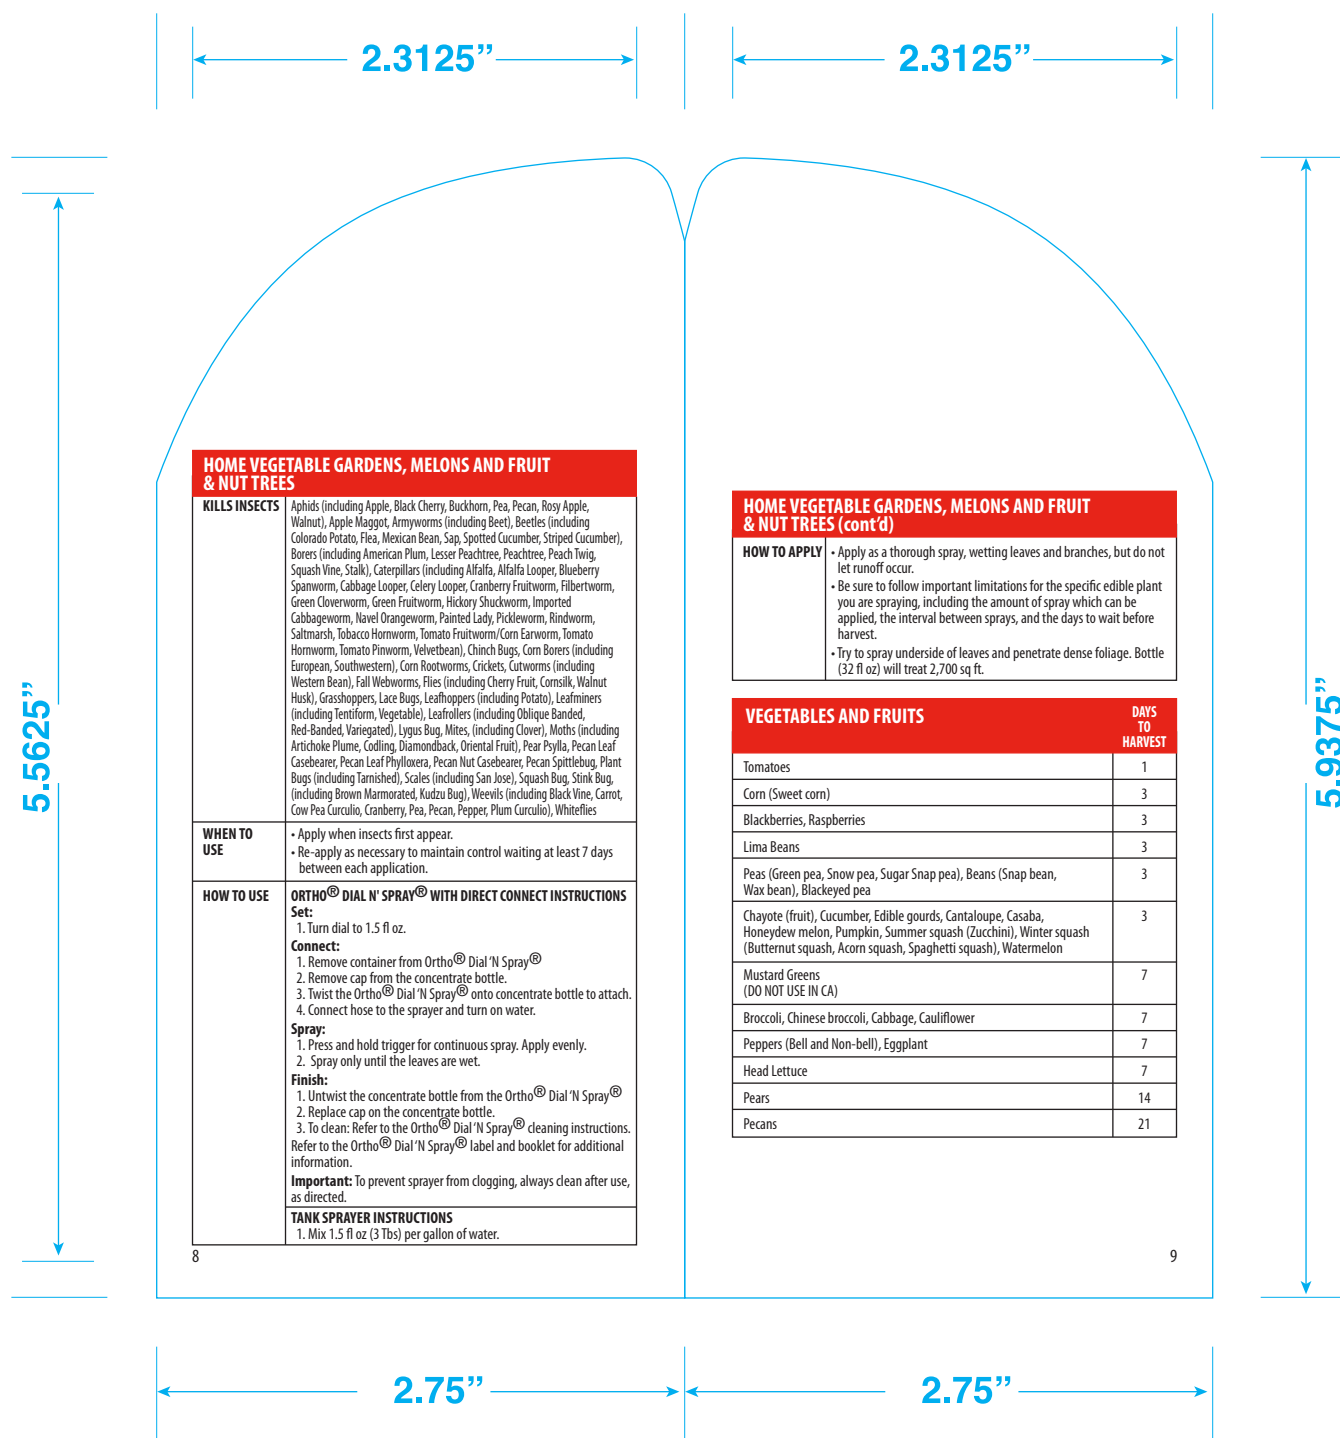 2.3125”
2.3125”
5.5625”
5.9375”
HOME VEGETABLE GARDENS, MELONS AND FRUIT
& NUT TREES
KILLS INSECTS
Aphids (including Apple, Black Cherry, Buckhorn, Pea, Pecan, Rosy Apple,
Walnut), Apple Maggot, Armyworms (including Beet), Beetles (including
Colorado Potato, Flea, Mexican Bean, Sap, Spotted Cucumber, Striped Cucumber),
Borers (including American Plum, Lesser Peachtree, Peachtree, Peach Twig,
Squash Vine, Stalk), Caterpillars (including Alfalfa, Alfalfa Looper, Blueberry
Spanworm, Cabbage Looper, Celery Looper, Cranberry Fruitworm, Filbertworm,
Green Cloverworm, Green Fruitworm, Hickory Shuckworm, Imported
Cabbageworm, Navel Orangeworm, Painted Lady, Pickleworm, Rindworm,
Saltmarsh, Tobacco Hornworm, Tomato Fruitworm/Corn Earworm, Tomato
Hornworm, Tomato Pinworm, Velvetbean), Chinch Bugs, Corn Borers (including
European, Southwestern), Corn Rootworms, Crickets, Cutworms (including
Western Bean), Fall Webworms, Flies (including Cherry Fruit, Cornsilk, Walnut
Husk), Grasshoppers, Lace Bugs, Leafhoppers (including Potato), Leafminers
(including Tentiform, Vegetable), Leafrollers (including Oblique Banded,
Red-Banded, Variegated), Lygus Bug, Mites, (including Clover), Moths (including
Artichoke Plume, Codling, Diamondback, Oriental Fruit), Pear Psylla, Pecan Leaf
Casebearer, Pecan Leaf Phylloxera, Pecan Nut Casebearer, Pecan Spittlebug, Plant
Bugs (including Tarnished), Scales (including San Jose), Squash Bug, Stink Bug,
(including Brown Marmorated, Kudzu Bug), Weevils (including Black Vine, Carrot,
Cow Pea Curculio, Cranberry, Pea, Pecan, Pepper, Plum Curculio), Whiteflies
WHEN TO
USE
• Apply when insects first appear.
• Re-apply as necessary to maintain control waiting at least 7 days
between each application.
HOW TO USE
ORTHO® DIAL N' SPRAY® WITH DIRECT CONNECT INSTRUCTIONS
Set:
1. Turn dial to 1.5 fl oz.
Connect:
1. Remove container from Ortho® Dial ‘N Spray®
2. Remove cap from the concentrate bottle.
3. Twist the Ortho® Dial ‘N Spray® onto concentrate bottle to attach.
4. Connect hose to the sprayer and turn on water.
Spray:
1. Press and hold trigger for continuous spray. Apply evenly.
2. Spray only until the leaves are wet.
Finish:
1. Untwist the concentrate bottle from the Ortho® Dial ‘N Spray®
2. Replace cap on the concentrate bottle.
3. To clean: Refer to the Ortho® Dial ‘N Spray® cleaning instructions.
Refer to the Ortho® Dial ‘N Spray® label and booklet for additional
information.
Important: To prevent sprayer from clogging, always clean after use,
as directed.
TANK SPRAYER INSTRUCTIONS
1. Mix 1.5 fl oz (3 Tbs) per gallon of water.
8
HOME VEGETABLE GARDENS, MELONS AND FRUIT
& NUT TREES (cont’d)
HOW TO APPLY
• Apply as a thorough spray, wetting leaves and branches, but do not
let runoff occur.
• Be sure to follow important limitations for the specific edible plant
you are spraying, including the amount of spray which can be
applied, the interval between sprays, and the days to wait before
harvest.
• Try to spray underside of leaves and penetrate dense foliage. Bottle
(32 fl oz) will treat 2,700 sq ft.
VEGETABLES AND FRUITS
DAYS
TO
HARVEST
Tomatoes 1
Corn (Sweet corn) 3
Blackberries, Raspberries 3
Lima Beans 3
Peas (Green pea, Snow pea, Sugar Snap pea), Beans (Snap bean, 3
Wax bean), Blackeyed pea
Chayote (fruit), Cucumber, Edible gourds, Cantaloupe, Casaba, 3
Honeydew melon, Pumpkin, Summer squash (Zucchini), Winter squash
(Butternut squash, Acorn squash, Spaghetti squash), Watermelon
Mustard Greens 7
(DO NOT USE IN CA)
Broccoli, Chinese broccoli, Cabbage, Cauliflower 7
Peppers (Bell and Non-bell), Eggplant 7
Head Lettuce 7
Pears 14
Pecans 21
9
2.75”
2.75”